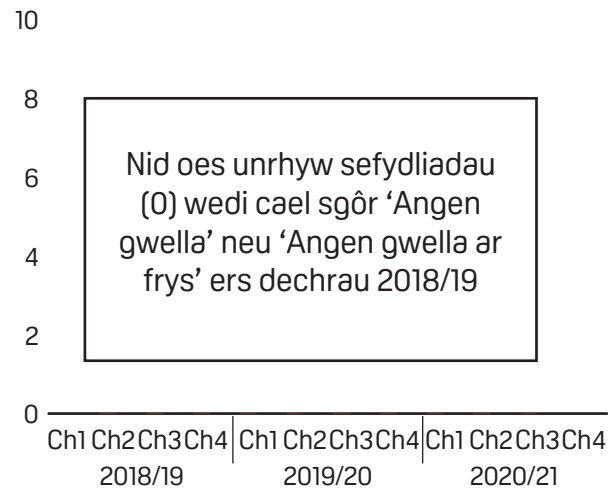 10
8
6
4
2
0
Nid oes unrhyw sefydliadau
(0) wedi cael sgôr ‘Angen
gwella’ neu ‘Angen gwella ar
frys’ ers dechrau 2018/19
Ch1 Ch2 Ch3 Ch4 Ch1 Ch2 Ch3 Ch4 Ch1 Ch2 Ch3 Ch4
2018/19 2019/20 2020/21